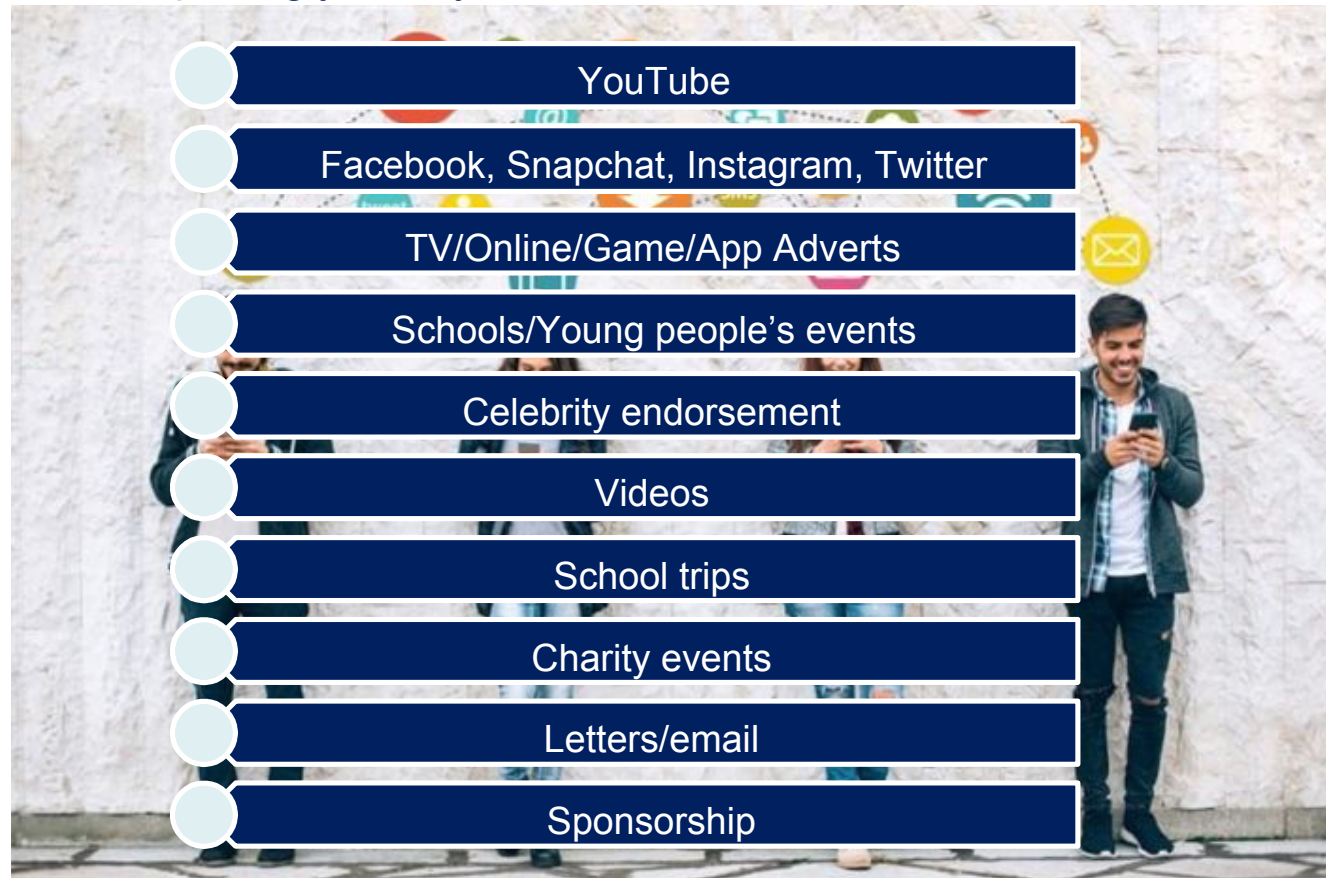 YouTube
@
Facebook, Snapchat, Instagram, Twitter
TV/Online/Game/App Adverts
Schools/Young people’s events
Celebrity endorsement
Videos
School trips
Charity events
Letters/email
Sponsorship